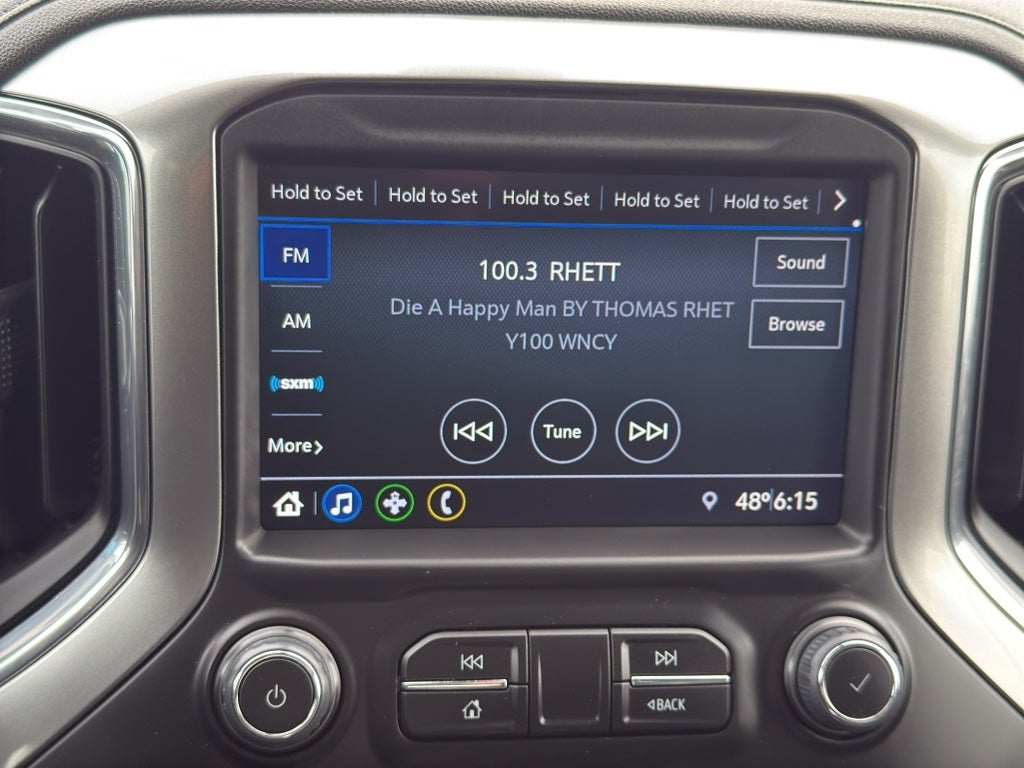 Hold to Set Hold to Set Hold to Set Hold to Set Hold to Set
FM
100.3 RHETT
Sound
Die A Happy Man BY THOMAS RHET
AM
Browse
Y100 WNCY
sxm
Tune
More
48° 6:15
BACK